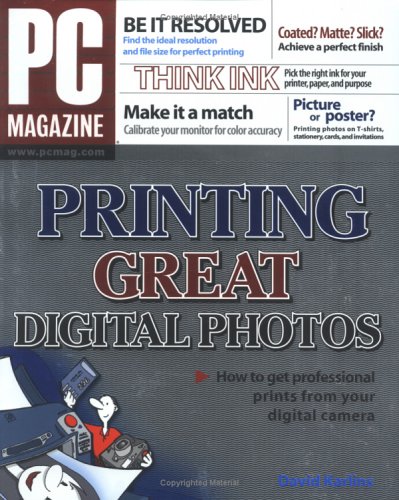 PC
MAGAZINE
www.pcmag.com
BE IT RESOLVED
Find the ideal resolution
and file size for perfect printing
Coated? Matte? Slick?
Achieve a perfect finish
THINK INK
Pick the right ink for your
printer, paper, and purpose
Make it a match
Calibrate your monitor for color accuracy
Picture
or poster?
Printing photos on T-shirts,
stationery, cards, and invitations
PRINTING
GREAT
DIGITAL PHOTOS
How to get professional
prints from your
digital camera
David Karlins
Copyrighted Material
Copyrighted Material